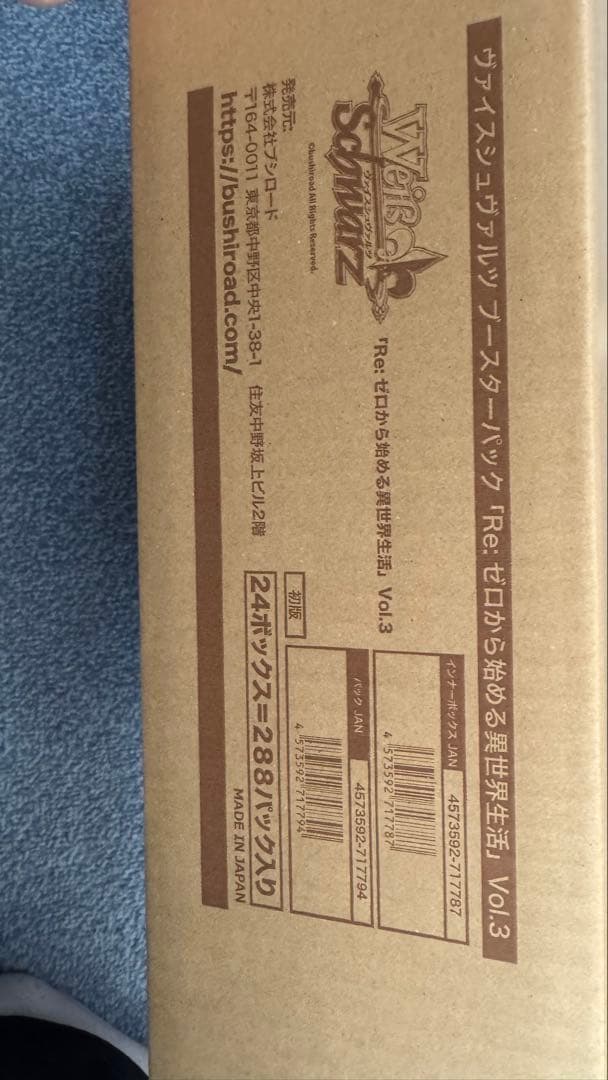 ヴァイスシュヴァルツ ブースターパック「Re: ゼロから始める異世界生活」 Vol.3
Weiß
Schwarz
ヴァイスシュヴァルツ
©bushiroad All Rights Reserved.
「Re: ゼロから始める異世界生活」 Vol.3
発売元:
株式会社ブシロード
〒164-0011 東京都中野区中央1-38-1 住友中野坂上ビル2階
https://bushiroad.com/
インナーボックス JAN
4573592-717787
4 573592 717787
パック JAN
4573592-717794
4 573592 717794
初版
24ボックス=288パック入り
MADE IN JAPAN